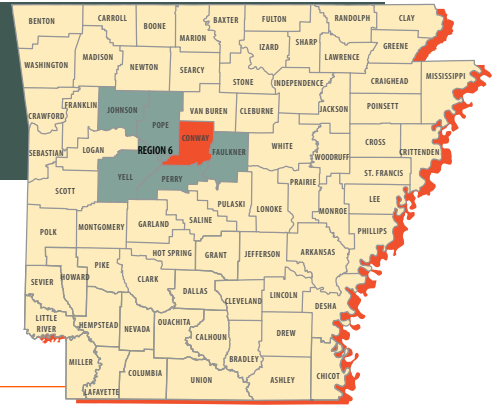 BENTON
CARROLL
BOONE
MARION
BAXTER
FULTON
RANDOLPH
CLAY
IZARD
SHARP
GREENE
LAWRENCE
WASHINGTON
MADISON
NEWTON
SEARCY
STONE
INDEPENDENCE
CRAIGHEAD
MISSISSIPPI
FRANKLIN
JOHNSON
VAN BUREN
CLEBURNE
JACKSON
POINSETT
CRAWFORD
POPE
CONWAY
SEBASTIAN
LOGAN
REGION 6
FAULKNER
WHITE
WOODRUFF
CROSS
CRITTENDEN
ST. FRANCIS
SCOTT
YELL
PERRY
PRAIRIE
LEE
PULASKI
LONOKE
MONROE
POLK
MONTGOMERY
GARLAND
SALINE
PHILLIPS
HOT SPRING
GRANT
JEFFERSON
ARKANSAS
SEVIER
HOWARD
PIKE
CLARK
DALLAS
CLEVELAND
LINCOLN
DESHA
LITTLE
RIVER
HEMPSTEAD
NEVADA
OUACHITA
CALHOUN
DREW
BRADLEY
MILLER
LAFAYETTE
COLUMBIA
UNION
ASHLEY
CHICOT